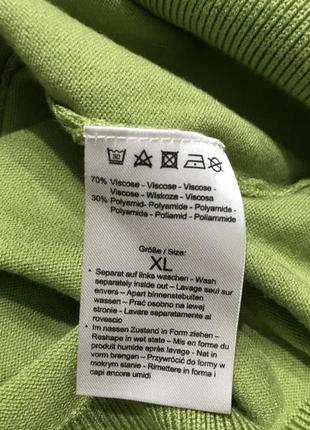 30
70% Viscose - Viscose - Viscose -
Viscose - Wiskoza - Viscosa
30% Polyamid- Polyamide - Polyamide -
Polyamide - Poliamid - Poliammide
Größe / Size:
XL
• Separat auf links waschen - Wash
separately inside out - Lavage seul sur
envers - Apart binnenstebuiten
wassen – Prać osobno na lewej
stronie - Lavare separatamente al
rovescio
• Im nassen Zustand in Form ziehen –
Reshape in wet state – Mis en forme du
produit humide après lavage - Nat in
vorm brengen – Przywrócić do formy w
mokrym stanie - Rimettere in forma i
capi ancora umidi